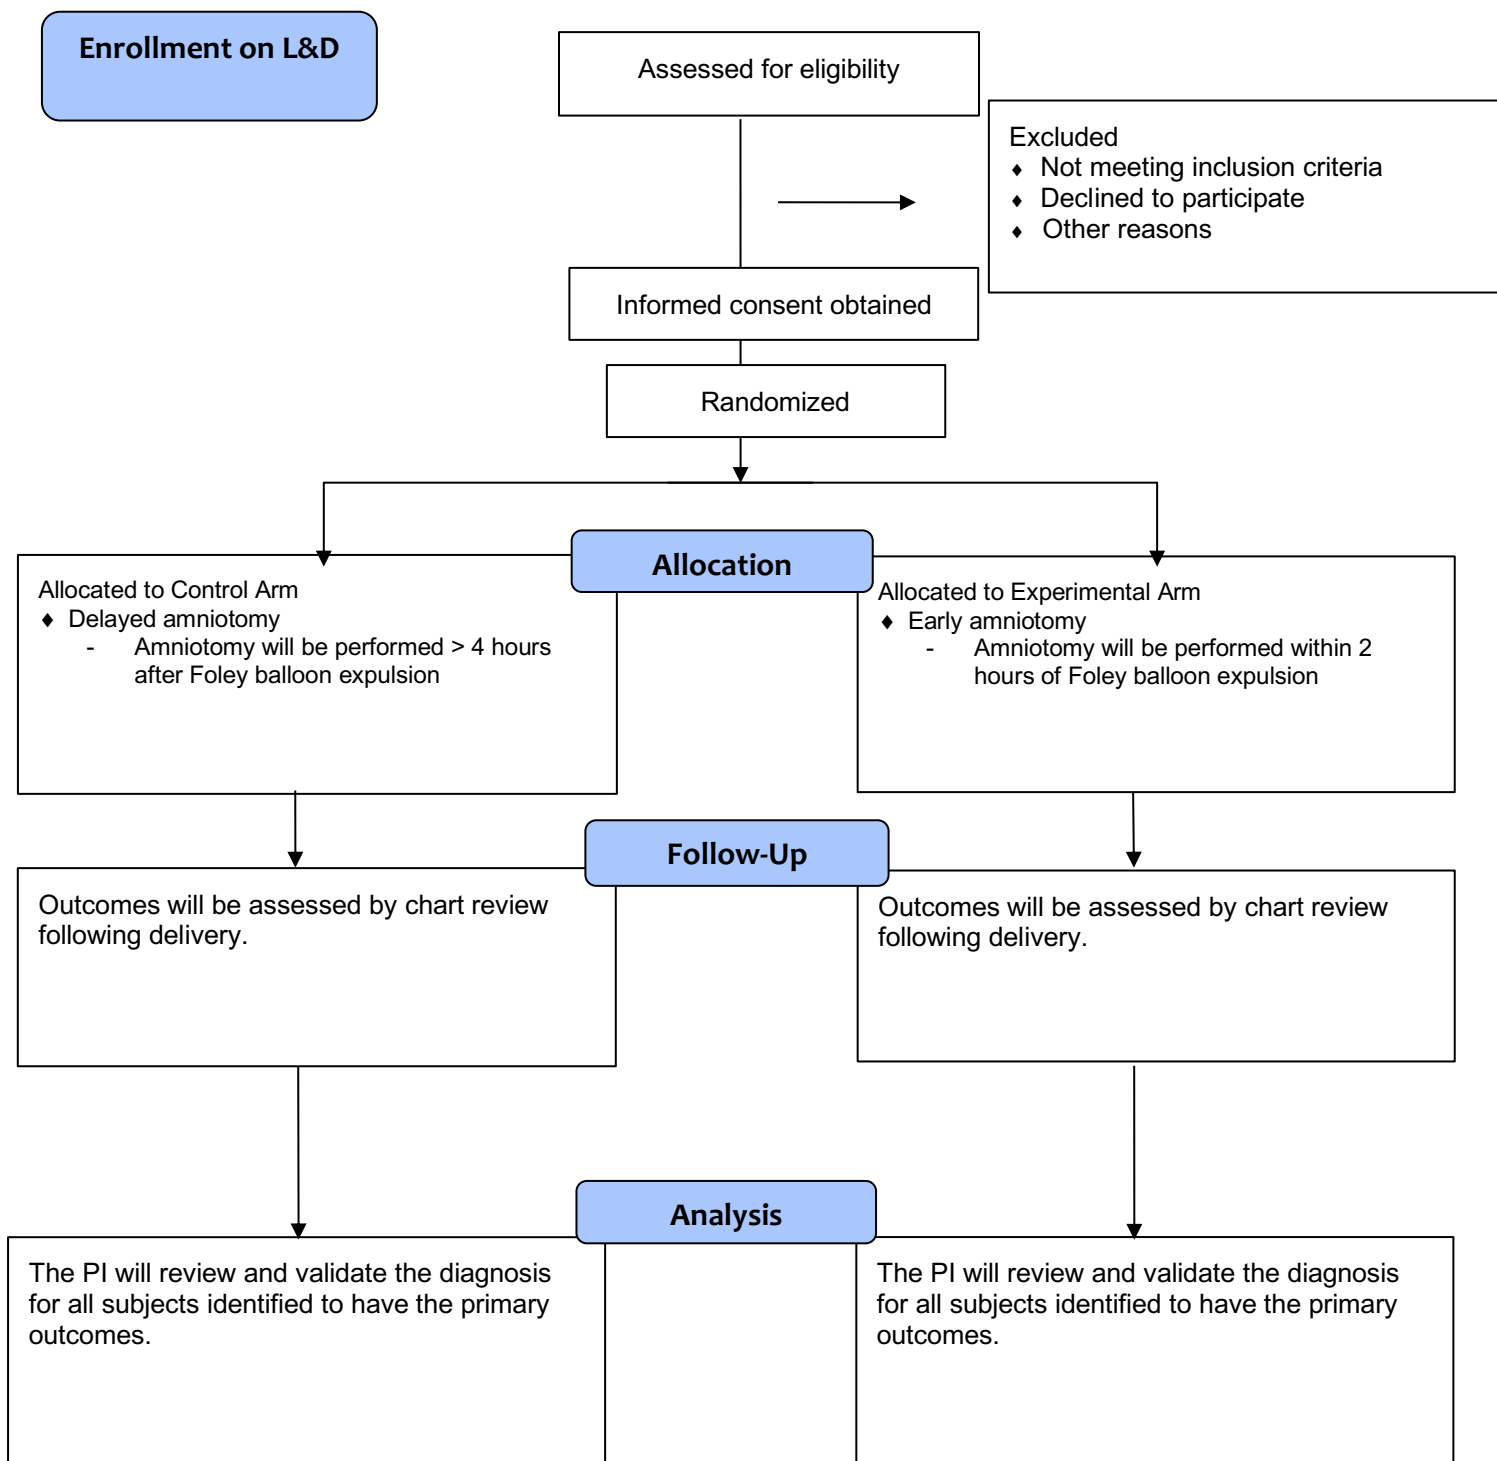 Enrollment on L&D
Assessed for eligibility
Excluded
♦ Not meeting inclusion criteria
♦ Declined to participate
♦ Other reasons
Informed consent obtained
Randomized
Allocation
Allocated to Control Arm
♦ Delayed amniotomy
- Amniotomy will be performed > 4 hours
after Foley balloon expulsion
Allocated to Experimental Arm
♦ Early amniotomy
- Amniotomy will be performed within 2
hours of Foley balloon expulsion
Follow-Up
Outcomes will be assessed by chart review
following delivery.
Outcomes will be assessed by chart review
following delivery.
Analysis
The PI will review and validate the diagnosis
for all subjects identified to have the primary
outcomes.
The PI will review and validate the diagnosis
for all subjects identified to have the primary
outcomes.